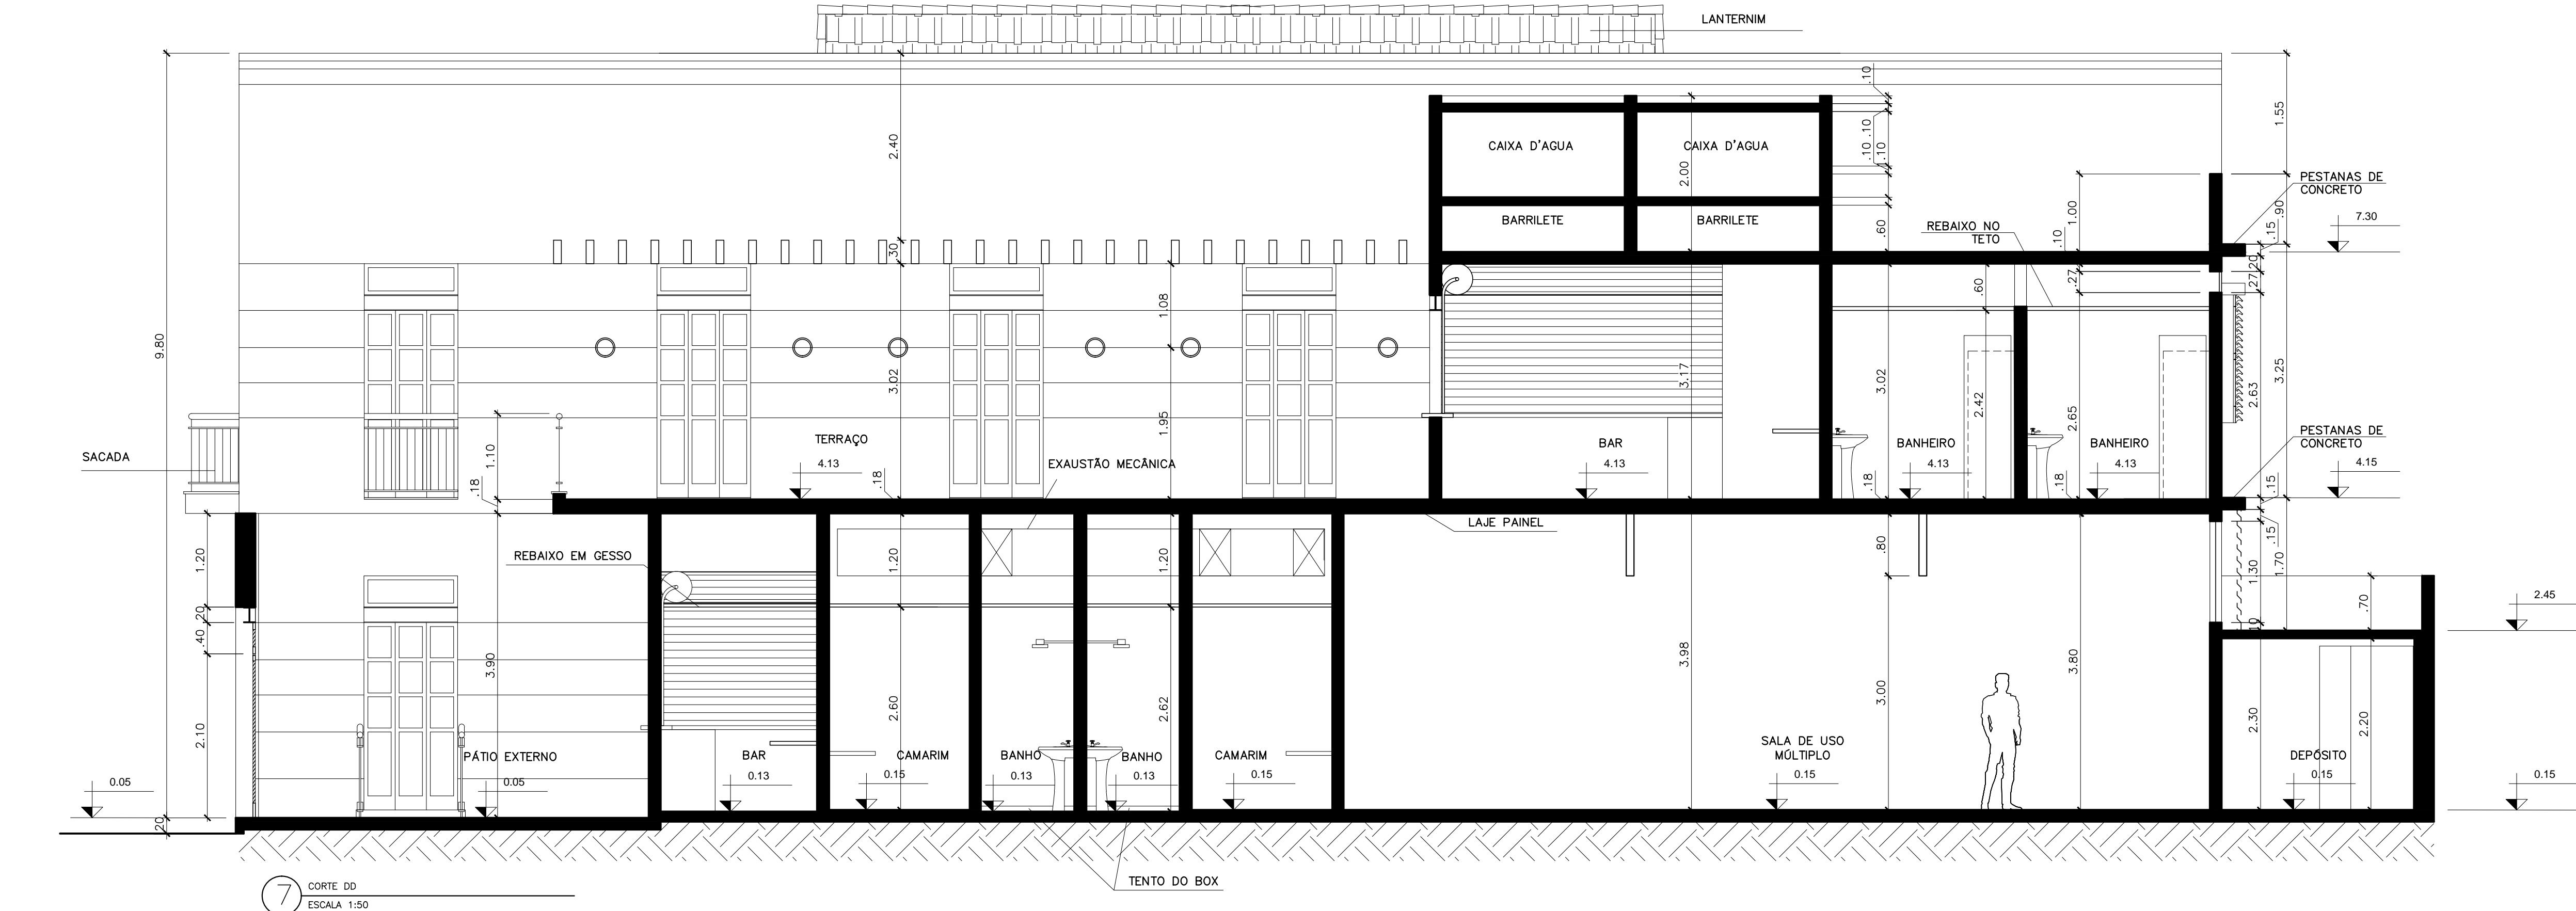 LANTERNIM
.10
9.80
2.40
1.55
CAIXA D'AGUA
CAIXA D'AGUA
.10 .10
.10
2.00
PESTANAS DE
CONCRETO
.90
.15
7.30
BARRILETE
BARRILETE
.60
1.00
.10
REBAIXO NO
TETO
.30
.20
.27
.27
.60
1.08
3.02
3.17
3.02
2.42
2.65
2.63
3.25
1.95
SACADA
1.10
.18
TERRAÇO
4.13
.18
EXAUSTÃO MECÂNICA
BAR
4.13
BANHEIRO
4.13
.18
BANHEIRO
4.13
.18
PESTANAS DE
CONCRETO
4.15
.15
LAJE PAINEL
REBAIXO EM GESSO
1.20
1.20
1.20
.80
.15
1.30
1.70
.70
2.45
.20
.40
3.90
2.10
2.60
2.62
3.98
3.00
3.80
2.30
2.20
PÁTIO EXTERNO
0.05
0.05
BAR
0.13
CAMARIM
0.15
BANHO
0.13
BANHO
0.13
CAMARIM
0.15
SALA DE USO
MÚLTIPLO
0.15
DEPÓSITO
0.15
0.15
.20
TENTO DO BOX
7
CORTE DD
ESCALA 1:50